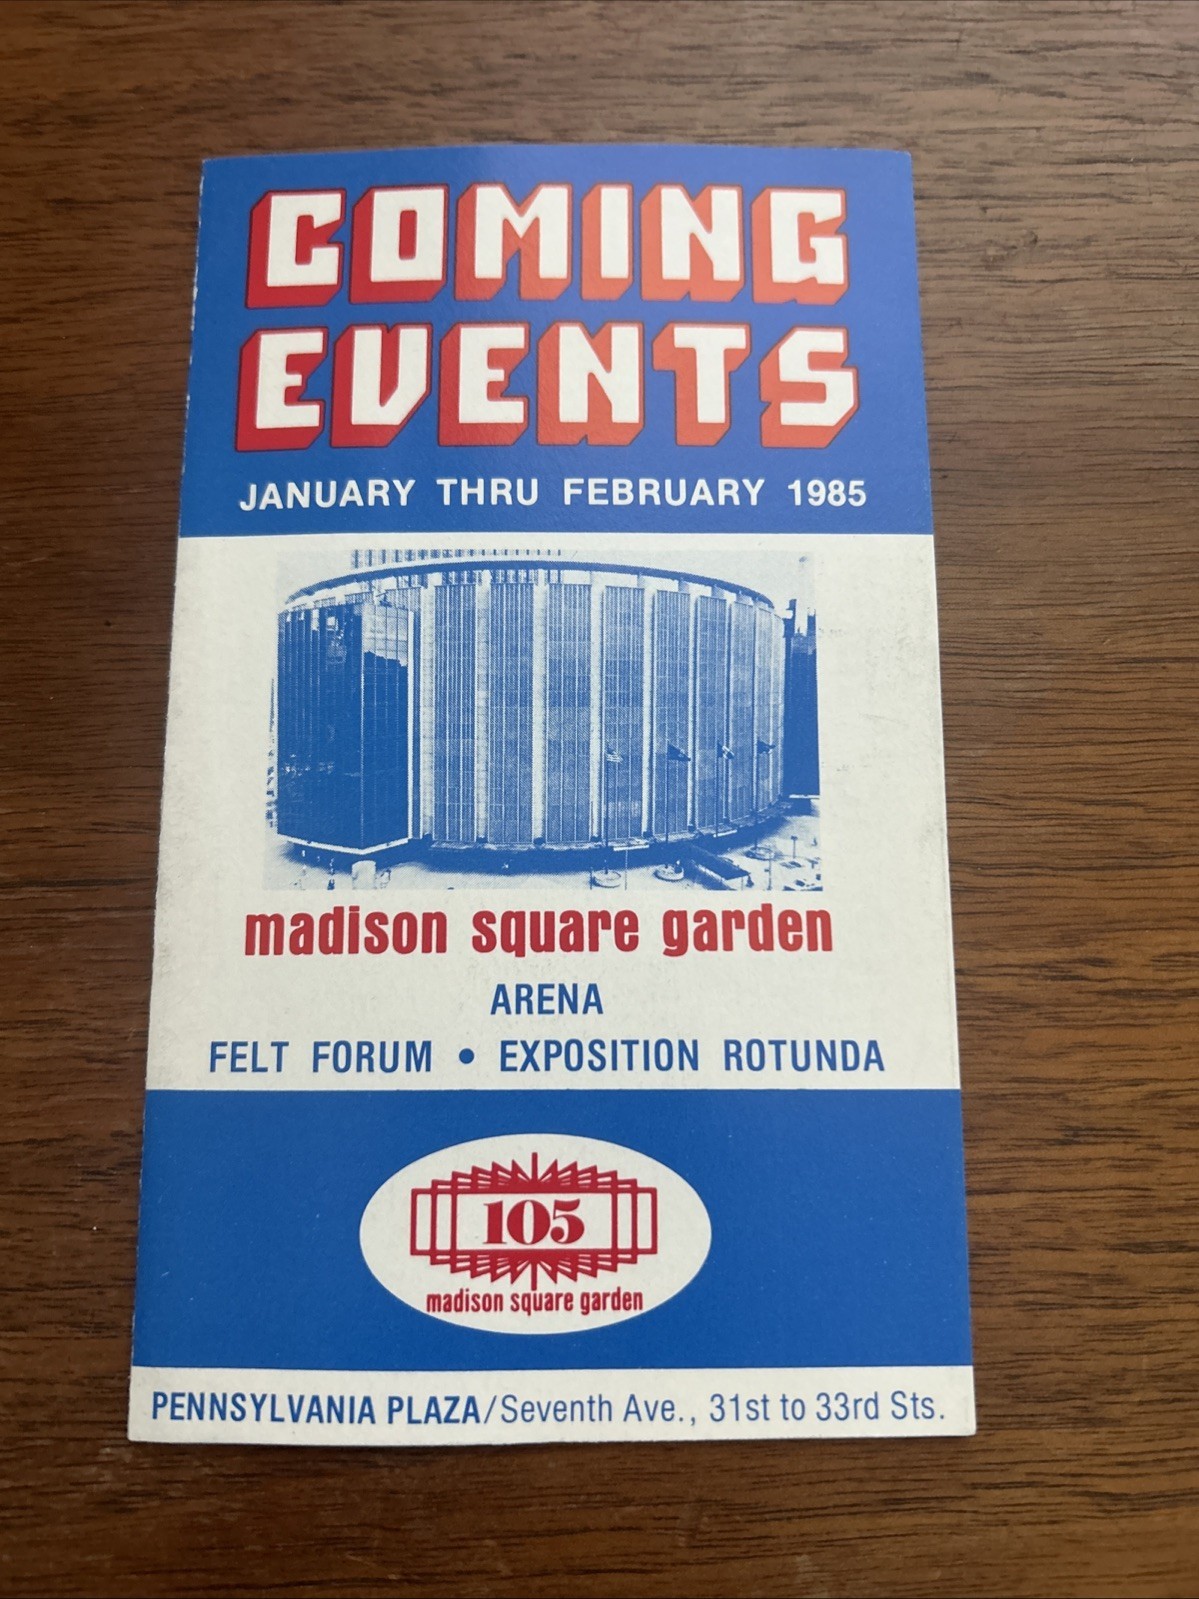 COMING
EVENTS
JANUARY THRU FEBRUARY 1985
madison square garden
ARENA
FELT FORUM • EXPOSITION ROTUNDA
105
madison square garden
PENNSYLVANIA PLAZA/Seventh Ave., 31st to 33rd Sts.